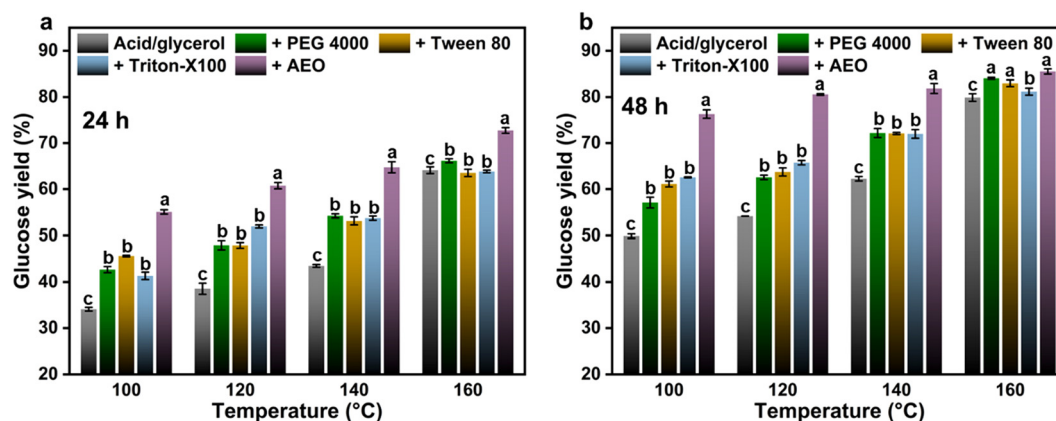 a
Acid/glycerol + PEG 4000 + Tween 80
+ Triton-X100 + AEO
24 h
Glucose yield (%)
90
80
70
60
50
40
30
20
c b b b a
c b b b a
c b b b a
c b b b a
100 120 140 160
Temperature (°C)
b
Acid/glycerol + PEG 4000 + Tween 80
+ Triton-X100 + AEO
48 h
Glucose yield (%)
90
80
70
60
50
40
30
20
c b b b a
c b b b a
c b b b a
c a a b a
100 120 140 160
Temperature (°C)